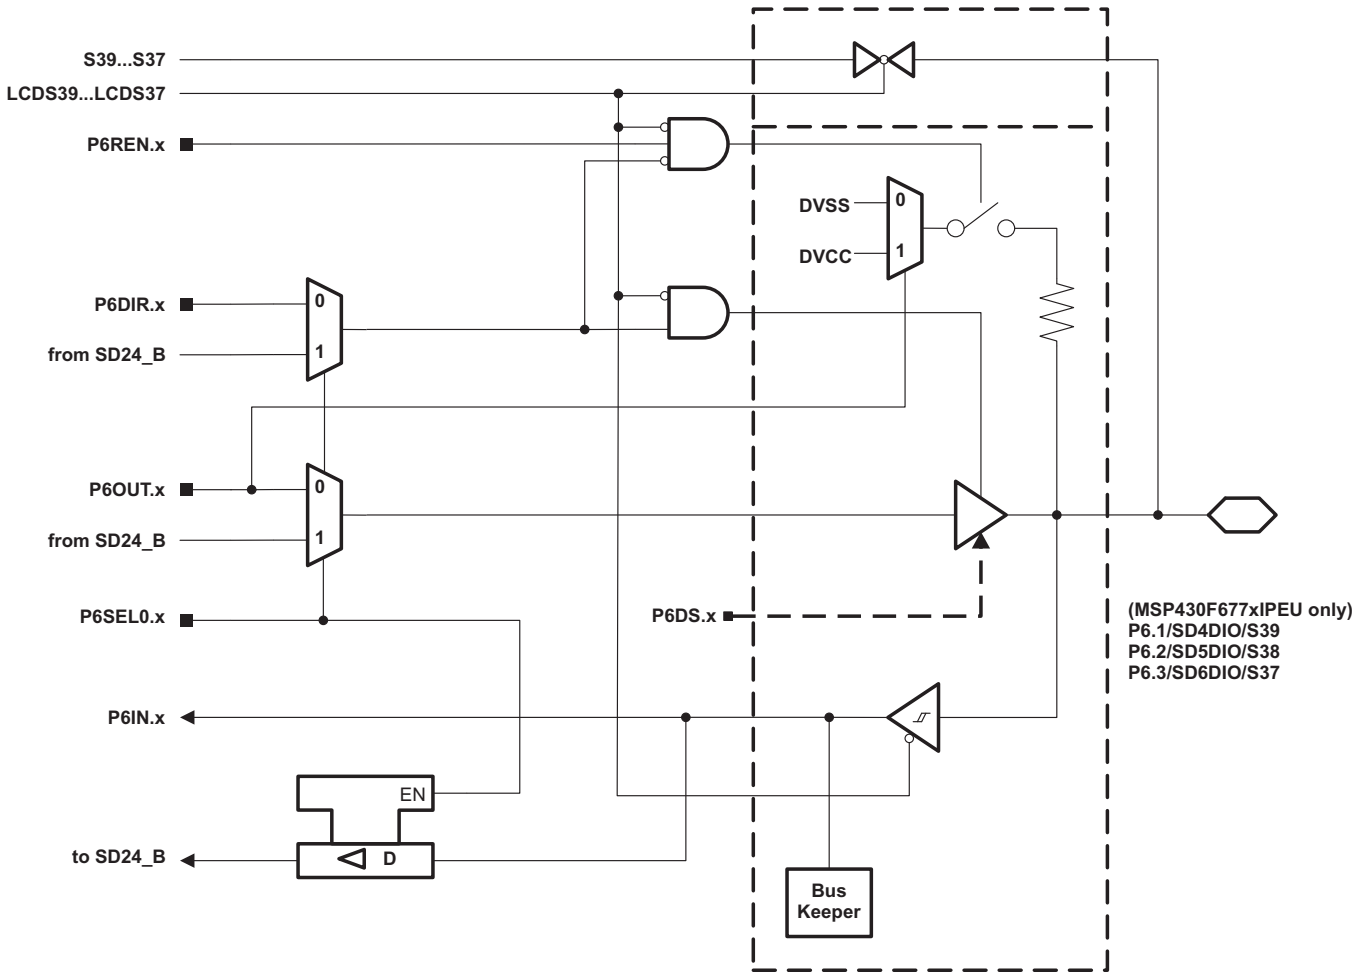 S39...S37
LCDS39...LCDS37
P6REN.x
DVSS
0
DVCC
1
P6DIR.x
0
from SD24_B
1
P6OUT.x
0
from SD24_B
1
P6SEL0.x
P6DS.x
(MSP430F677xIPEU only)
P6.1/SD4DIO/S39
P6.2/SD5DIO/S38
P6.3/SD6DIO/S37
P6IN.x
EN
to SD24_B
D
Bus
Keeper